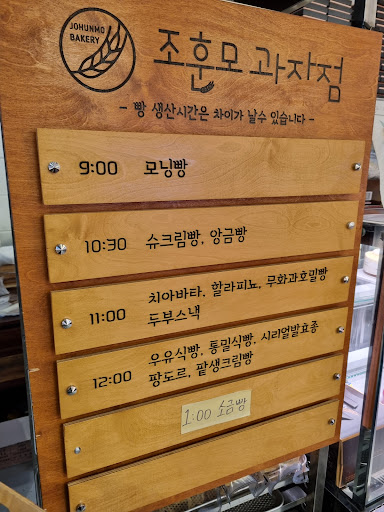 JOHUNMO
BAKERY
조훈모 과자점
- 빵 생산시간은 차이가 날수 있습니다 -
9:00 모닝빵
10:30 슈크림빵, 앙금빵
치아바타, 할라피뇨, 무화과호밀빵
11:00
두부스낵
우유식빵, 통밀식빵, 시리얼발효종
12:00
팡도르, 팥생크림빵
1:00 소금빵